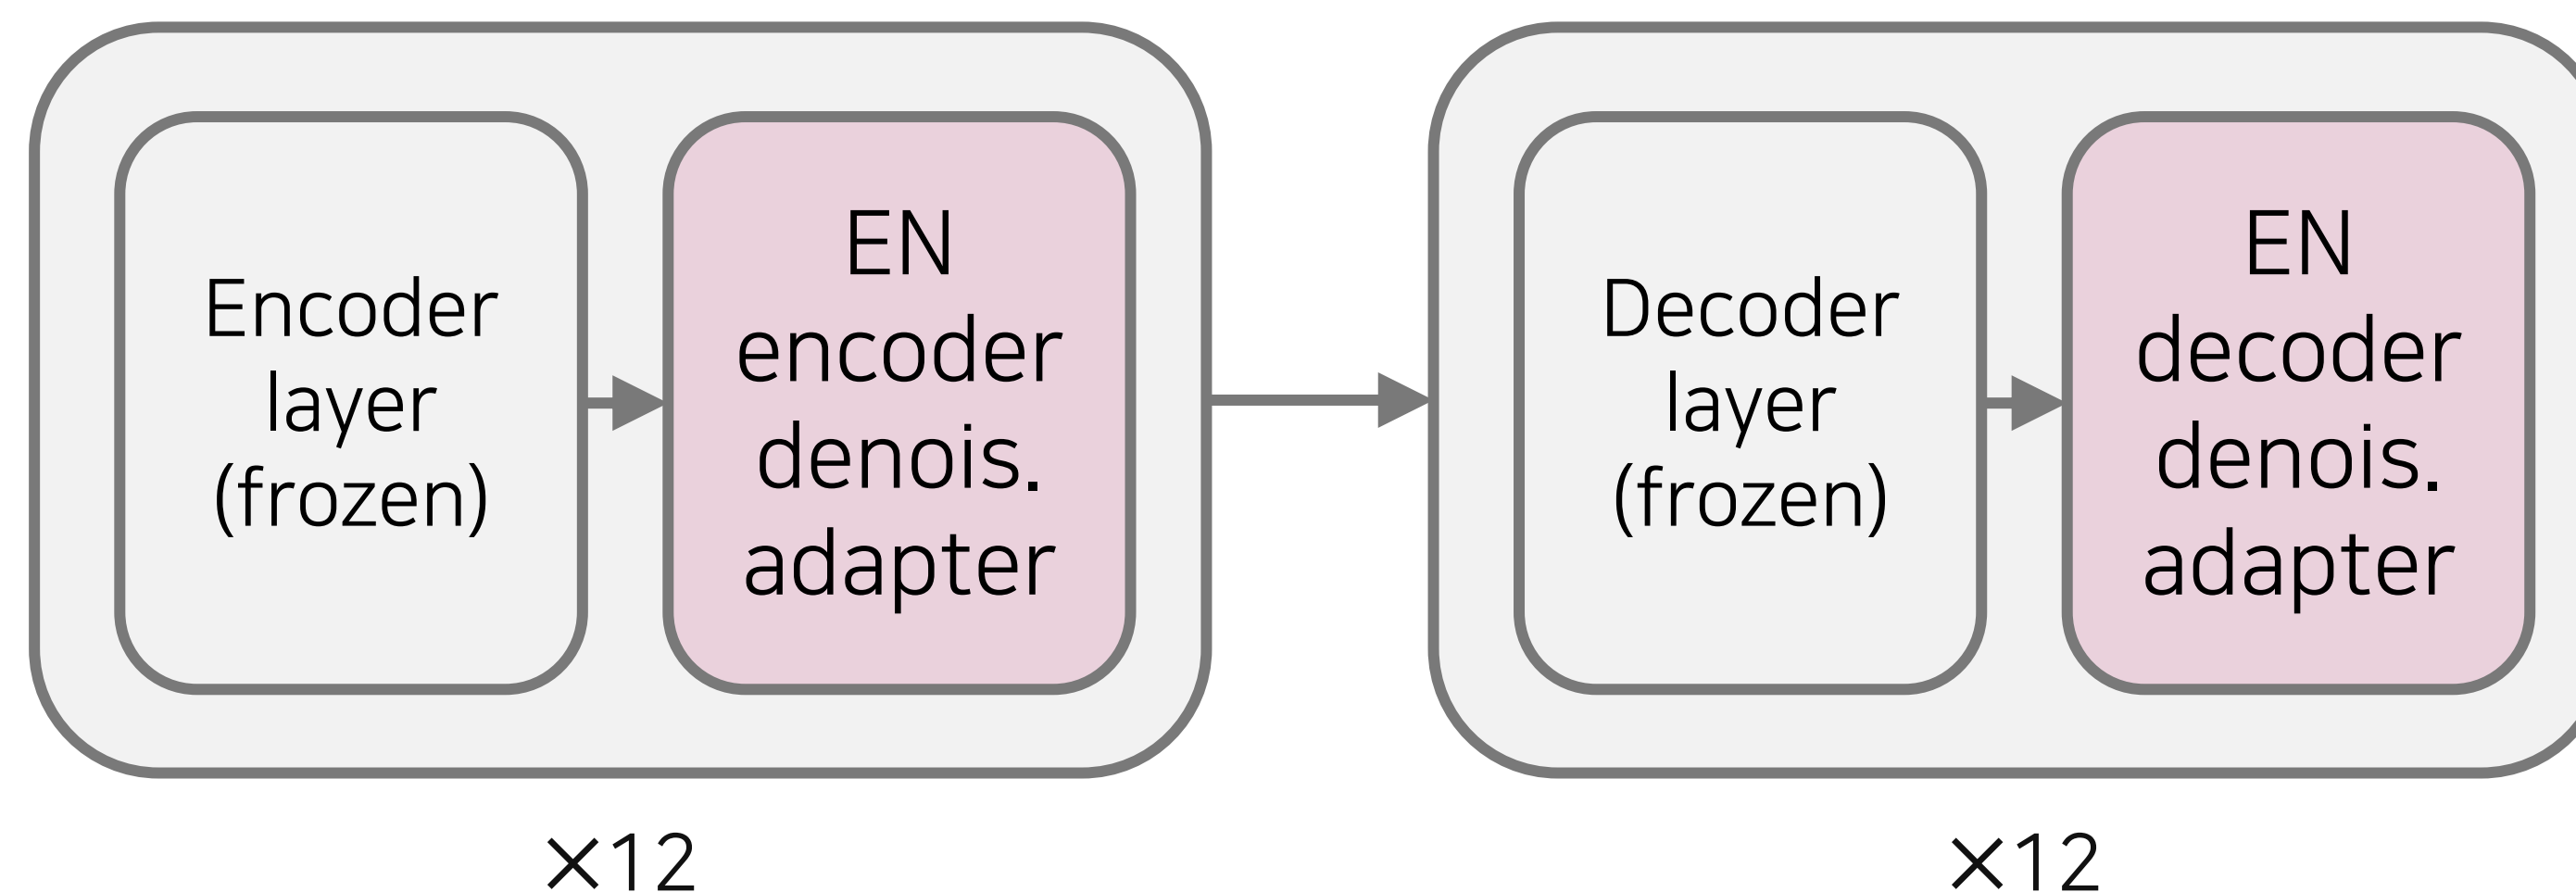 Encoder
layer
(frozen)
EN
encoder
denois.
adapter
Decoder
layer
(frozen)
EN
decoder
denois.
adapter
×12
×12